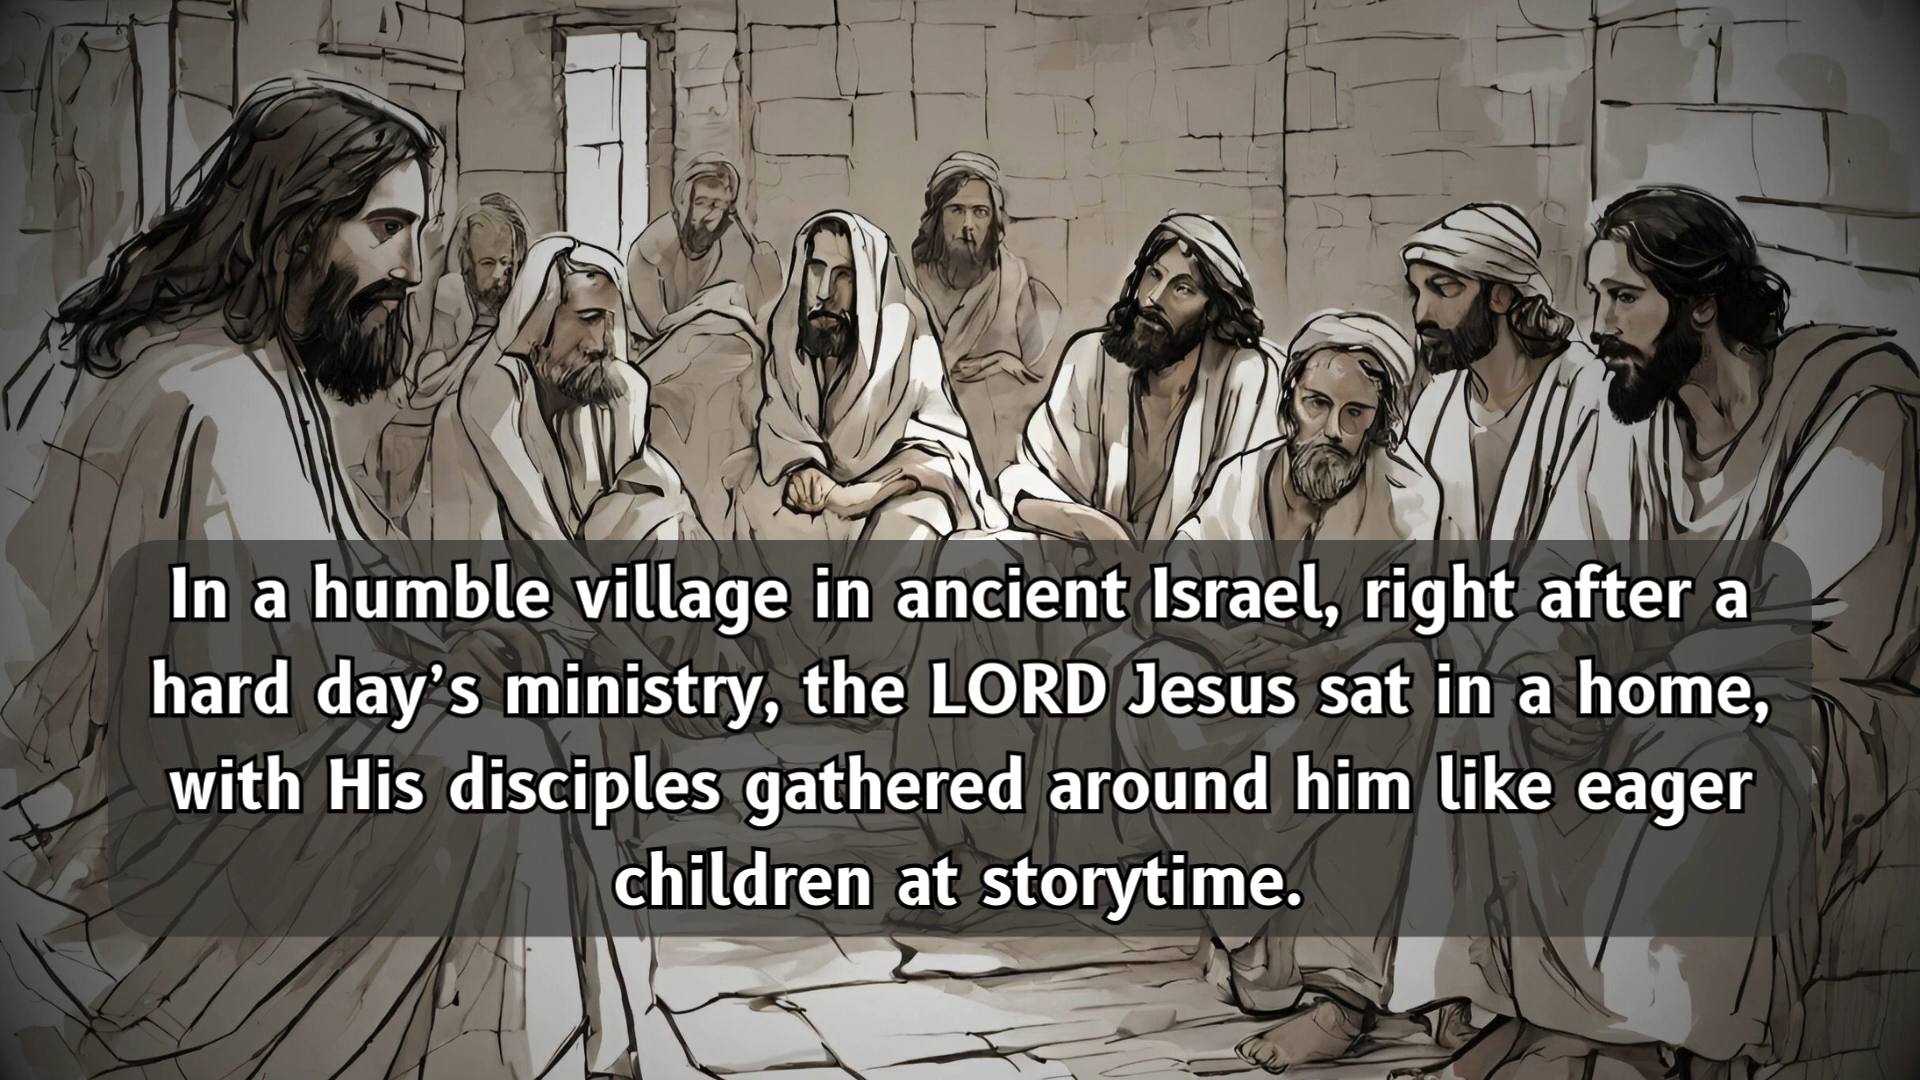 In a humble village in ancient Israel, right after a
hard day’s ministry, the LORD Jesus sat in a home,
with His disciples gathered around him like eager
children at storytime.